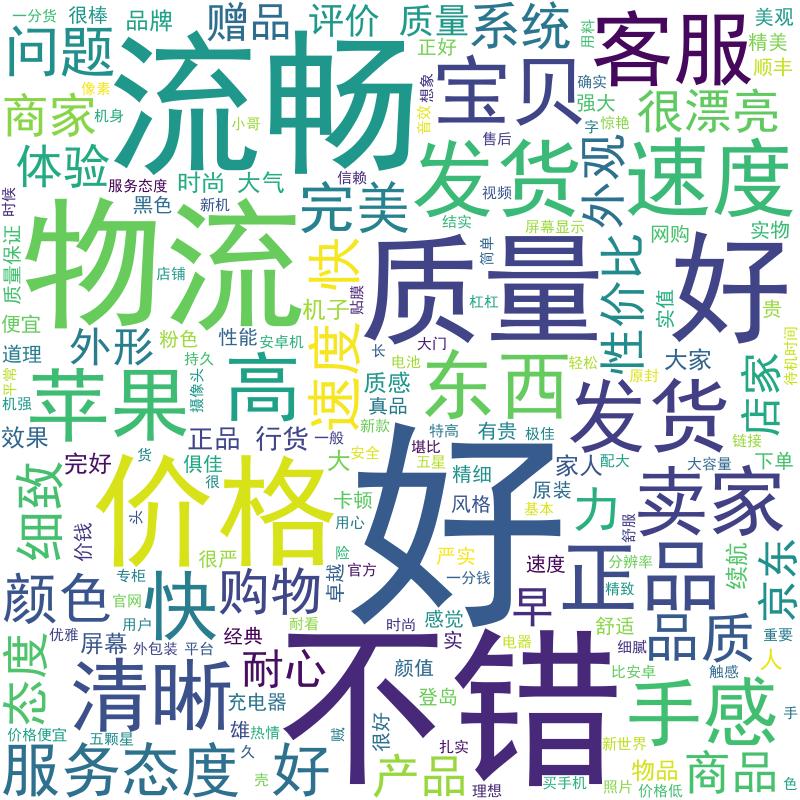 一分货
很棒
品牌
赠品
评价
质量
系统
客服
美观
精美
顺丰
问题
流畅
正好
想象
宝贝
用料
确实
强大
很漂亮
惊艳
像素
机身
商家
小哥
音效
售后
字
体验
服务态度
时尚
大气
信赖
发货
视频
外观
速度
时候
黑色
新机
完美
结实
屏幕显示
网购
实物
质量保证
物流
店铺
快
贴膜
质量
简单
性价比
好
实值
贵
便宜
粉色
性能
安卓机
机子
杠杠
道理
外形
持久
速度
长
电池
大门
东西
轻松
大家
待机时间
平常
机强
苹果
摄像头
高
质感
真品
原封
发货
店家
效果
正品
行货
一般
新款
特高
有贵
极佳
链接
完好
货
俱佳
很
大
安全
堪比
五星
精细
家人
配大
大容量
下单
细致
价格
好
卡顿
用心
风格
原装
基本
力
舒服
卖家
价钱
头
很严
险
严实
速度
分辨率
续航
京东
颜色
专柜
官网
快
购物
卓越
官方
一分钱
早
正品
精致
用户
优雅
屏幕
外包装
平台
经典
耐看
时尚
感觉
实
电器
舒适
细腻
品质
重要
人
态度
清晰
耐心
不错
颜值
比安卓
触感
充电器
登岛
手感
手
价格便宜
五颗星
雄
热情
贼
很好
扎实
新世界
服务态度
久
壳
好
产品
理想
买手机
物品
照片
商品
价格低
色